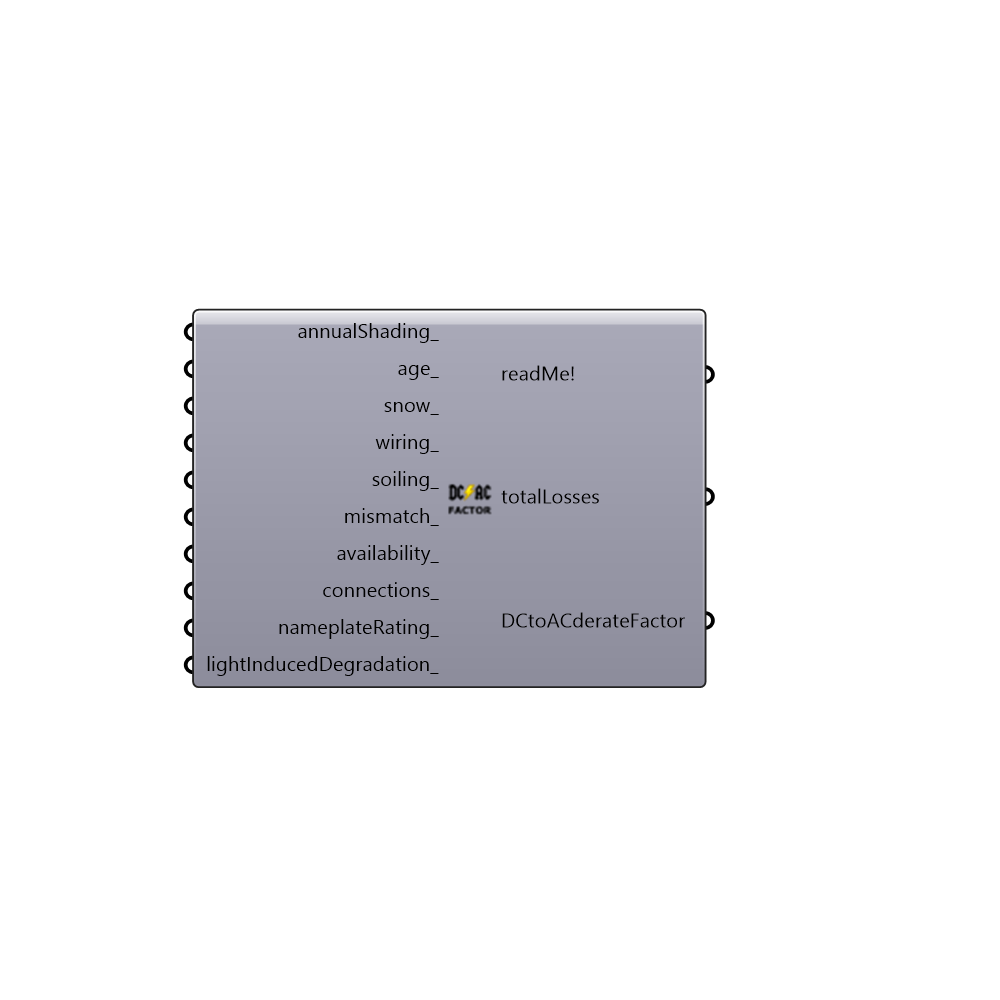 annualShading_
age_
snow_
wiring_
soiling_
mismatch_
availability_
connections_
nameplateRating_
lightInducedDegradation_
DC AC
FACTOR
readMe!
totalLosses
DCtoACderateFactor